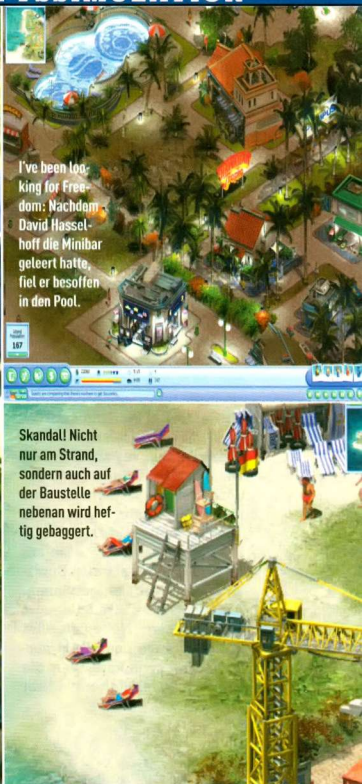 I've been loo-
king for Free-
dom: Nachdem
David Hassel-
hoff die Minibar
geleert hatte,
fiel er besoffen
in den Pool.
167
Skandal! Nicht
nur am Strand,
sondern auch auf
der Baustelle
nebenan wird hef-
tig gebaggert.